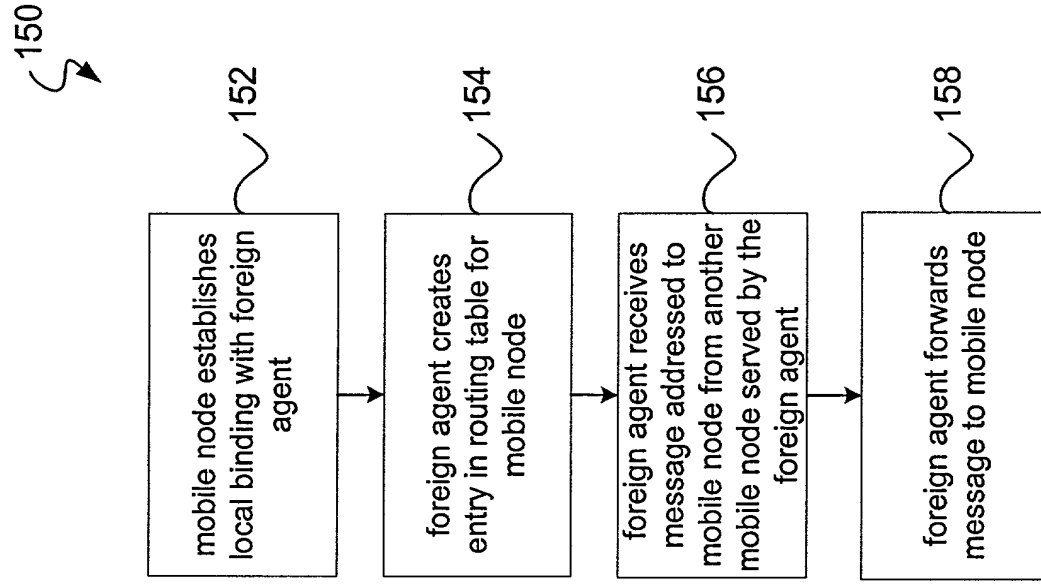 150
mobile node establishes
local binding with foreign
agent
152
foreign agent creates
entry in routing table for
mobile node
154
foreign agent receives
message addressed to
mobile node from another
mobile node served by the
foreign agent
156
foreign agent forwards
message to mobile node
158